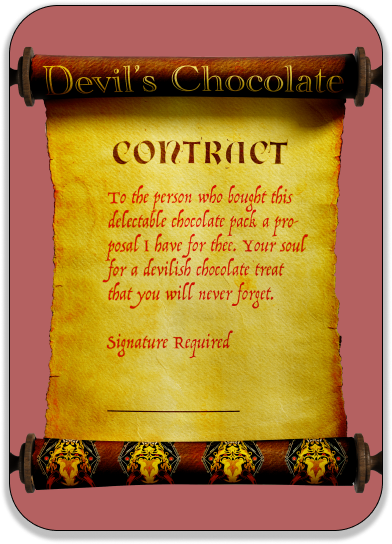 Devil's Chocolate
CONTRACT
To the person who bought this
delectable chocolate pack a pro-
posal I have for thee. Your soul
for a devilish chocolate treat
that you will never forget.
Signature Required